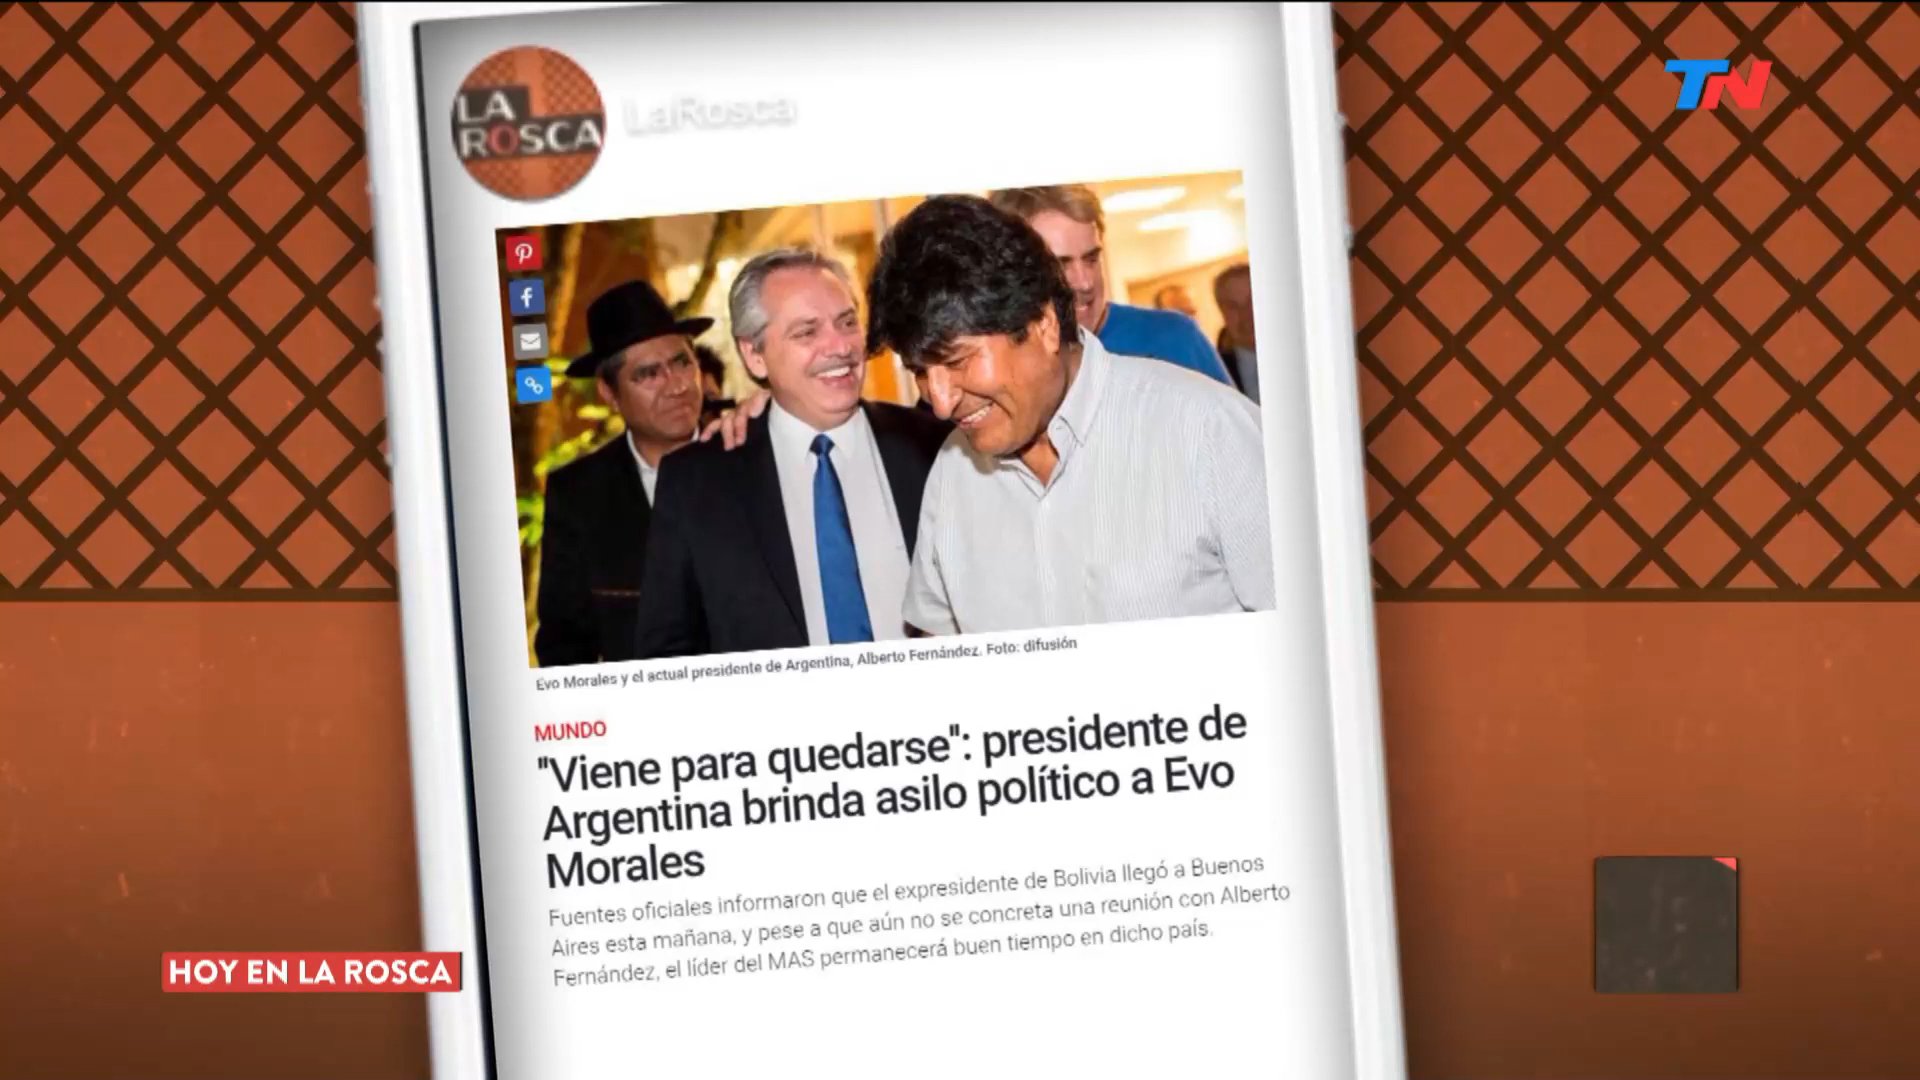 TN
LA
ROSCA
LaRosca
Evo Morales y el actual presidente de Argentina, Alberto Fernández. Foto: difusión
MUNDO
"Viene para quedarse": presidente de
Argentina brinda asilo político a Evo
Morales
Fuentes oficiales informaron que el expresidente de Bolivia llegó a Buenos
Aires esta mañana, y pese a que aún no se concreta una reunión con Alberto
Fernández, el líder del MAS permanecerá buen tiempo en dicho país.
HOY EN LA ROSCA